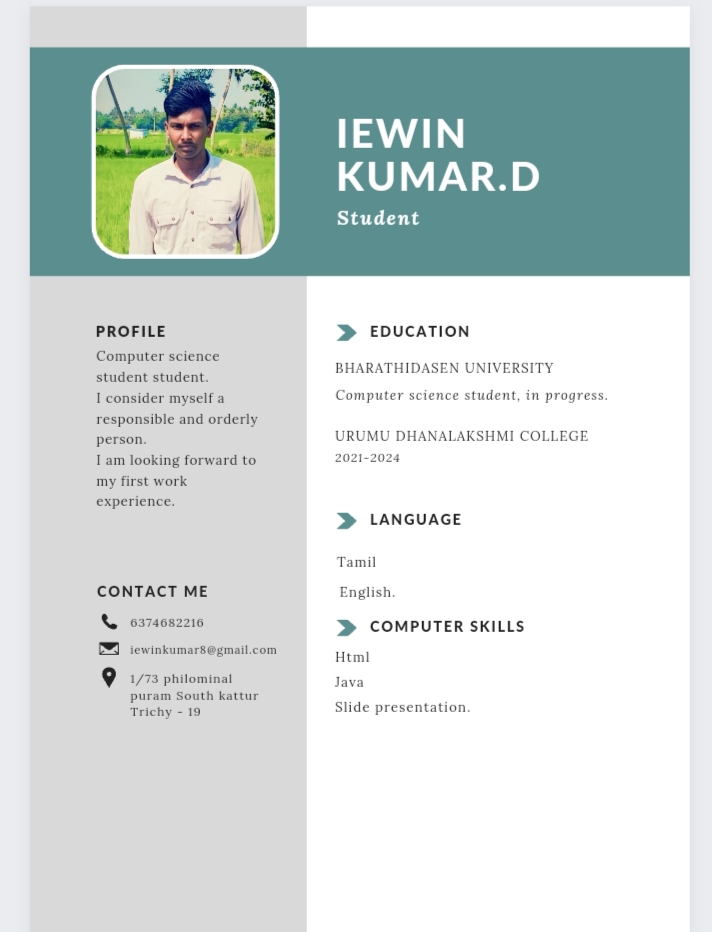 IEWIN
KUMAR.D
Student
PROFILE
Computer science
student student.
I consider myself a
responsible and orderly
person.
I am looking forward to
my first work
experience.
CONTACT ME
6374682216
iewinkumar8@gmail.com
1/73 philominal
puram South kattur
Trichy - 19
EDUCATION
BHARATHIDASEN UNIVERSITY
Computer science student, in progress.
URUMU DHANALAKSHMI COLLEGE
2021-2024
LANGUAGE
Tamil
English.
COMPUTER SKILLS
Html
Java
Slide presentation.